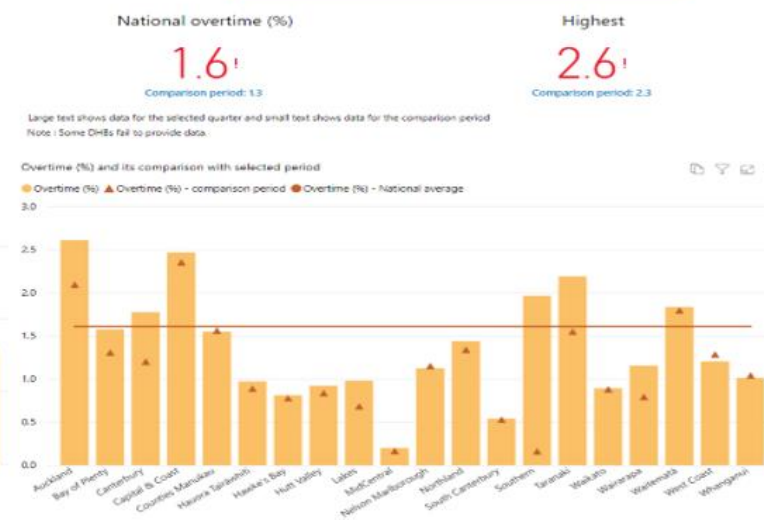 National overtime (%)
Highest
1.6!
2.6!
Comparison period: 1.3
Comparison period: 2.3
Large text shows data for the selected quarter and small text shows data for the comparison period
Note : Some DHBs fail to provide data.
Overtime (%) and its comparison with selected period
Overtime (%) Overtime (%) - comparison period Overtime (%) - National average
3.0
2.5
2.0
1.5
1.0
0.5
0.0
Auckland
Bay of Plenty
Canterbury
Capital & Coast
Counties Manukau
Hauora Tairāwhiti
Hawke's Bay
Hutt Valley
Lakes
MidCentral
Nelson Marlborough
Northland
South Canterbury
Southern
Taranaki
Waikato
Wairarapa
Waitematā
West Coast
Whanganui